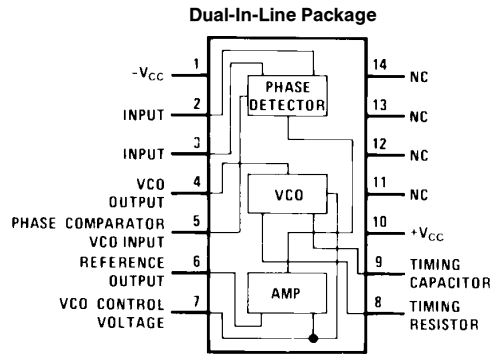 Dual-In-Line Package
-VCC 1
INPUT 2
INPUT 3
VCO
OUTPUT 4
PHASE COMPARATOR
VCO INPUT 5
REFERENCE
OUTPUT 6
VCO CONTROL
VOLTAGE 7
PHASE
DETECTOR
VCO
AMP
14 NC
13 NC
12 NC
11 NC
10 +VCC
9 TIMING
CAPACITOR
8 TIMING
RESISTOR